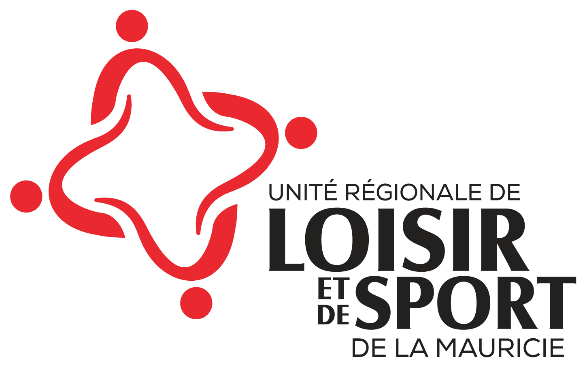 UNITÉ RÉGIONALE DE
LOISIR
ET DE SPORT
DE LA MAURICIE